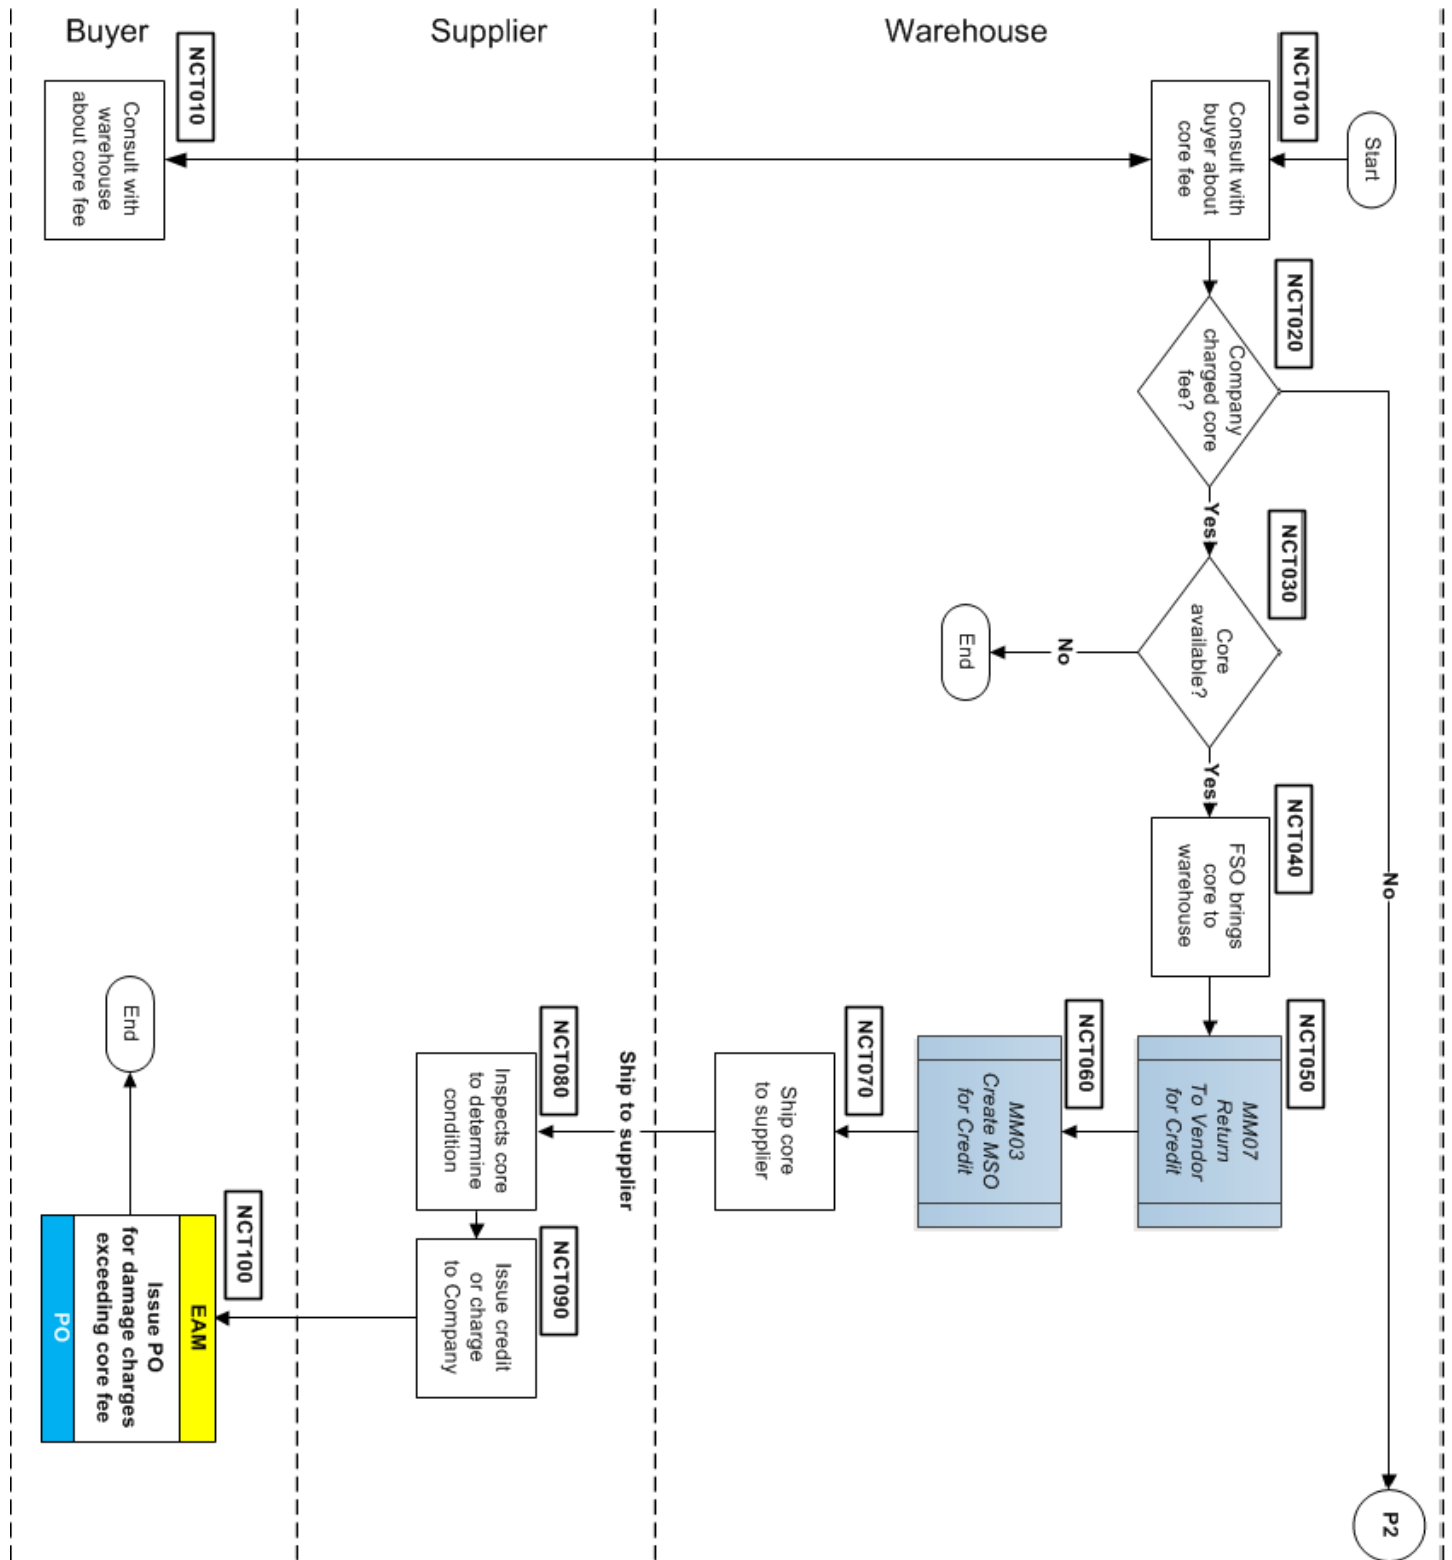 Buyer
Supplier
Warehouse
Start
NCT010
Consult with
buyer about
core fee
NCT010
Consult with
warehouse
about core fee
NCT020
Company
charged core
fee?
No
P2
Yes
NCT030
Core
available?
No
End
Yes
NCT040
FSO brings
core to
warehouse
NCT050
MM07
Return
To Vendor
for Credit
NCT060
MM03
Create MSO
for Credit
NCT070
Ship core
to supplier
Ship to supplier
NCT080
Inspects core
to determine
condition
NCT090
Issue credit
or charge
to Company
NCT100
EAM
Issue PO
for damage charges
exceeding core fee
PO
End